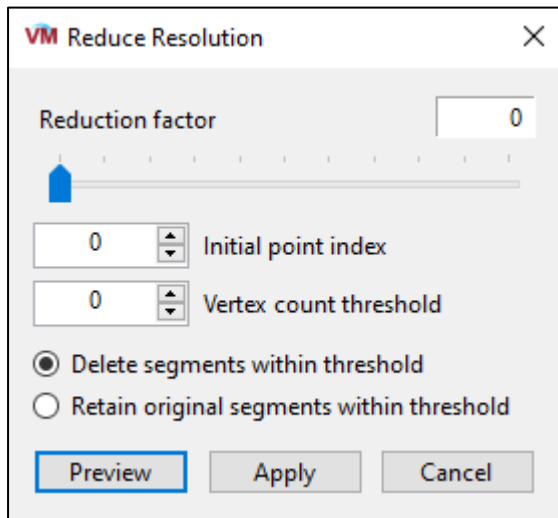 VM Reduce Resolution
Reduction factor 0
0 Initial point index
0 Vertex count threshold
Delete segments within threshold
Retain original segments within threshold
Preview Apply Cancel